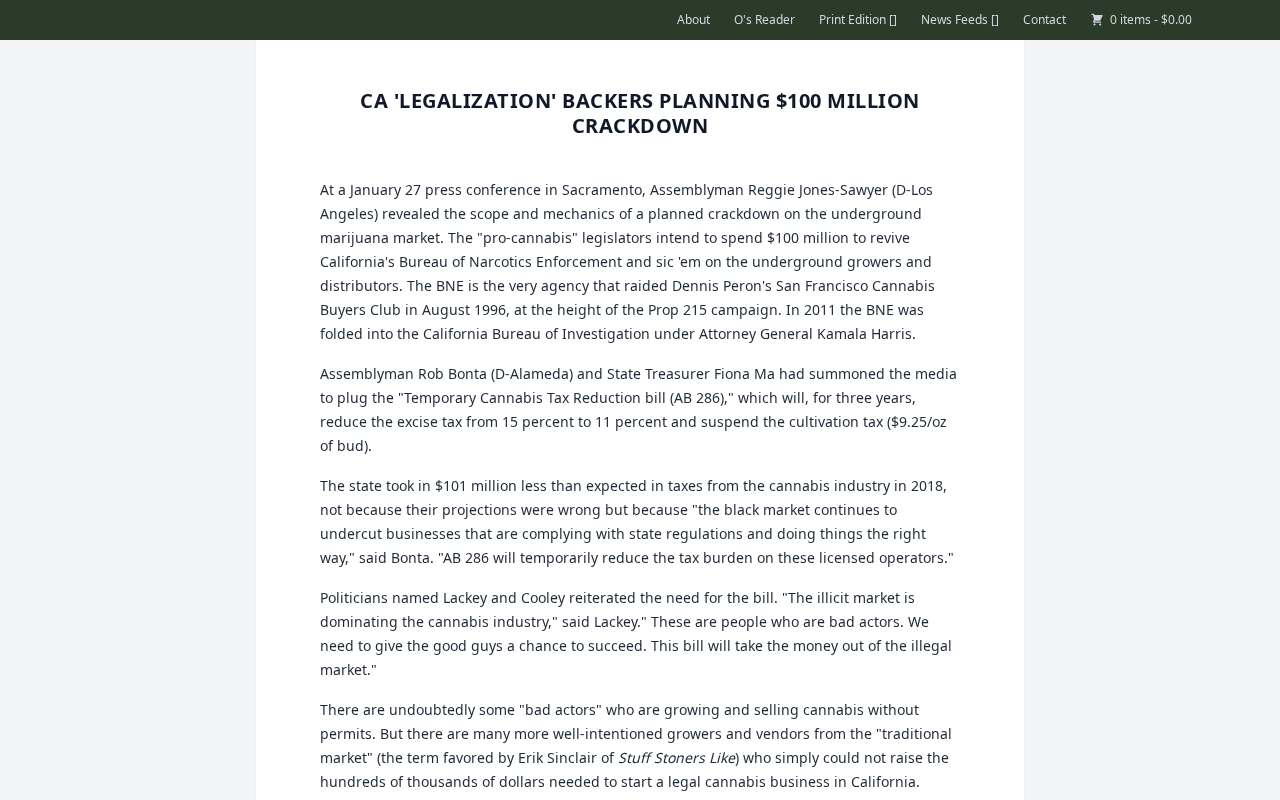 About O's Reader Print Edition News Feeds Contact 0 items - $0.00
CA 'LEGALIZATION' BACKERS PLANNING $100 MILLION
CRACKDOWN
At a January 27 press conference in Sacramento, Assemblyman Reggie Jones-Sawyer (D-Los
Angeles) revealed the scope and mechanics of a planned crackdown on the underground
marijuana market. The "pro-cannabis" legislators intend to spend $100 million to revive
California's Bureau of Narcotics Enforcement and sic 'em on the underground growers and
distributors. The BNE is the very agency that raided Dennis Peron's San Francisco Cannabis
Buyers Club in August 1996, at the height of the Prop 215 campaign. In 2011 the BNE was
folded into the California Bureau of Investigation under Attorney General Kamala Harris.
Assemblyman Rob Bonta (D-Alameda) and State Treasurer Fiona Ma had summoned the media
to plug the "Temporary Cannabis Tax Reduction bill (AB 286)," which will, for three years,
reduce the excise tax from 15 percent to 11 percent and suspend the cultivation tax ($9.25/oz
of bud).
The state took in $101 million less than expected in taxes from the cannabis industry in 2018,
not because their projections were wrong but because "the black market continues to
undercut businesses that are complying with state regulations and doing things the right
way," said Bonta. "AB 286 will temporarily reduce the tax burden on these licensed operators."
Politicians named Lackey and Cooley reiterated the need for the bill. "The illicit market is
dominating the cannabis industry," said Lackey." These are people who are bad actors. We
need to give the good guys a chance to succeed. This bill will take the money out of the illegal
market."
There are undoubtedly some "bad actors" who are growing and selling cannabis without
permits. But there are many more well-intentioned growers and vendors from the "traditional
market" (the term favored by Erik Sinclair of Stuff Stoners Like) who simply could not raise the
hundreds of thousands of dollars needed to start a legal cannabis business in California.